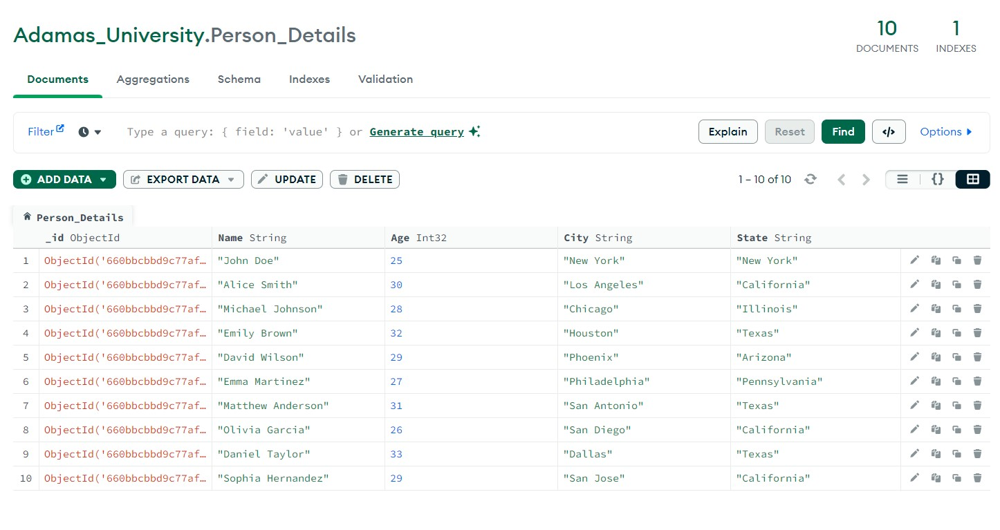 Adamas_University.Person_Details
10 1
DOCUMENTS INDEXES
Documents Aggregations Schema Indexes Validation
Filter Type a query: { field: 'value' } or Generate query Explain Reset Find </> Options
ADD DATA EXPORT DATA UPDATE DELETE 1 – 10 of 10 {}
Person_Details
_id ObjectId Name String Age Int32 City String State String
1 ObjectId('660bbcbbd9c77af… "John Doe" 25 "New York" "New York"
2 ObjectId('660bbcbbd9c77af… "Alice Smith" 30 "Los Angeles" "California"
3 ObjectId('660bbcbbd9c77af… "Michael Johnson" 28 "Chicago" "Illinois"
4 ObjectId('660bbcbbd9c77af… "Emily Brown" 32 "Houston" "Texas"
5 ObjectId('660bbcbbd9c77af… "David Wilson" 29 "Phoenix" "Arizona"
6 ObjectId('660bbcbbd9c77af… "Emma Martinez" 27 "Philadelphia" "Pennsylvania"
7 ObjectId('660bbcbbd9c77af… "Matthew Anderson" 31 "San Antonio" "Texas"
8 ObjectId('660bbcbbd9c77af… "Olivia Garcia" 26 "San Diego" "California"
9 ObjectId('660bbcbbd9c77af… "Daniel Taylor" 33 "Dallas" "Texas"
10 ObjectId('660bbcbbd9c77af… "Sophia Hernandez" 29 "San Jose" "California"